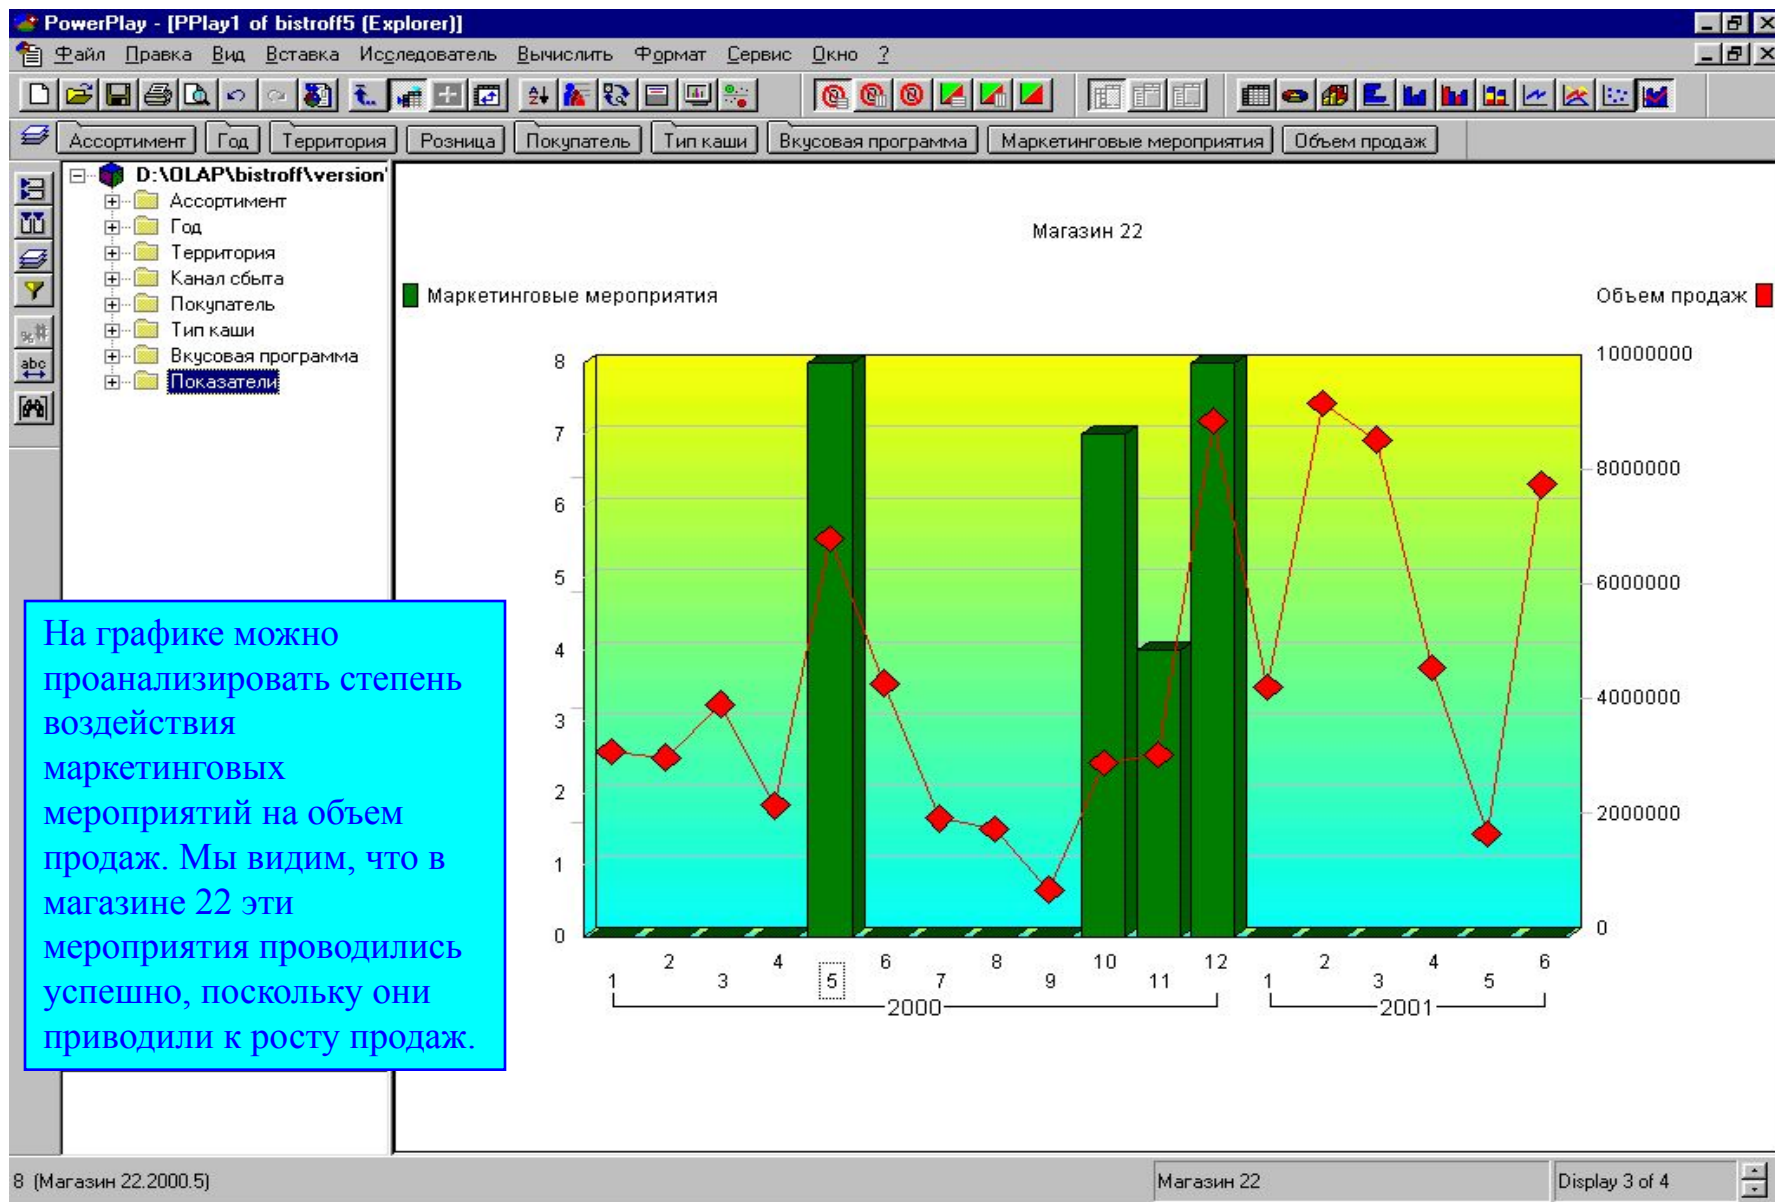 PowerPlay - [PPlay1 of bistroff5 (Explorer)]
Файл Правка Вид Вставка Исследователь Вычислить Формат Сервис Окно ?
Ассортимент Год Территория Розница Покупатель Тип каши Вкусовая программа Маркетинговые мероприятия Объем продаж
D:\OLAP\bistroff\version'
Ассортимент
Год
Территория
Канал сбыта
Покупатель
Тип каши
Вкусовая программа
Показатели
abc
Магазин 22
Маркетинговые мероприятия
Объем продаж
8
7
6
5
4
3
2
1
0
10000000
8000000
6000000
4000000
2000000
0
1 2 3 4 5 6 7 8 9 10 11 12 1 2 3 4 5 6
2000 2001
На графике можно
проанализировать степень
воздействия
маркетинговых
мероприятий на объем
продаж. Мы видим, что в
магазине 22 эти
мероприятия проводились
успешно, поскольку они
приводили к росту продаж.
8 (Магазин 22.2000.5)
Магазин 22
Display 3 of 4